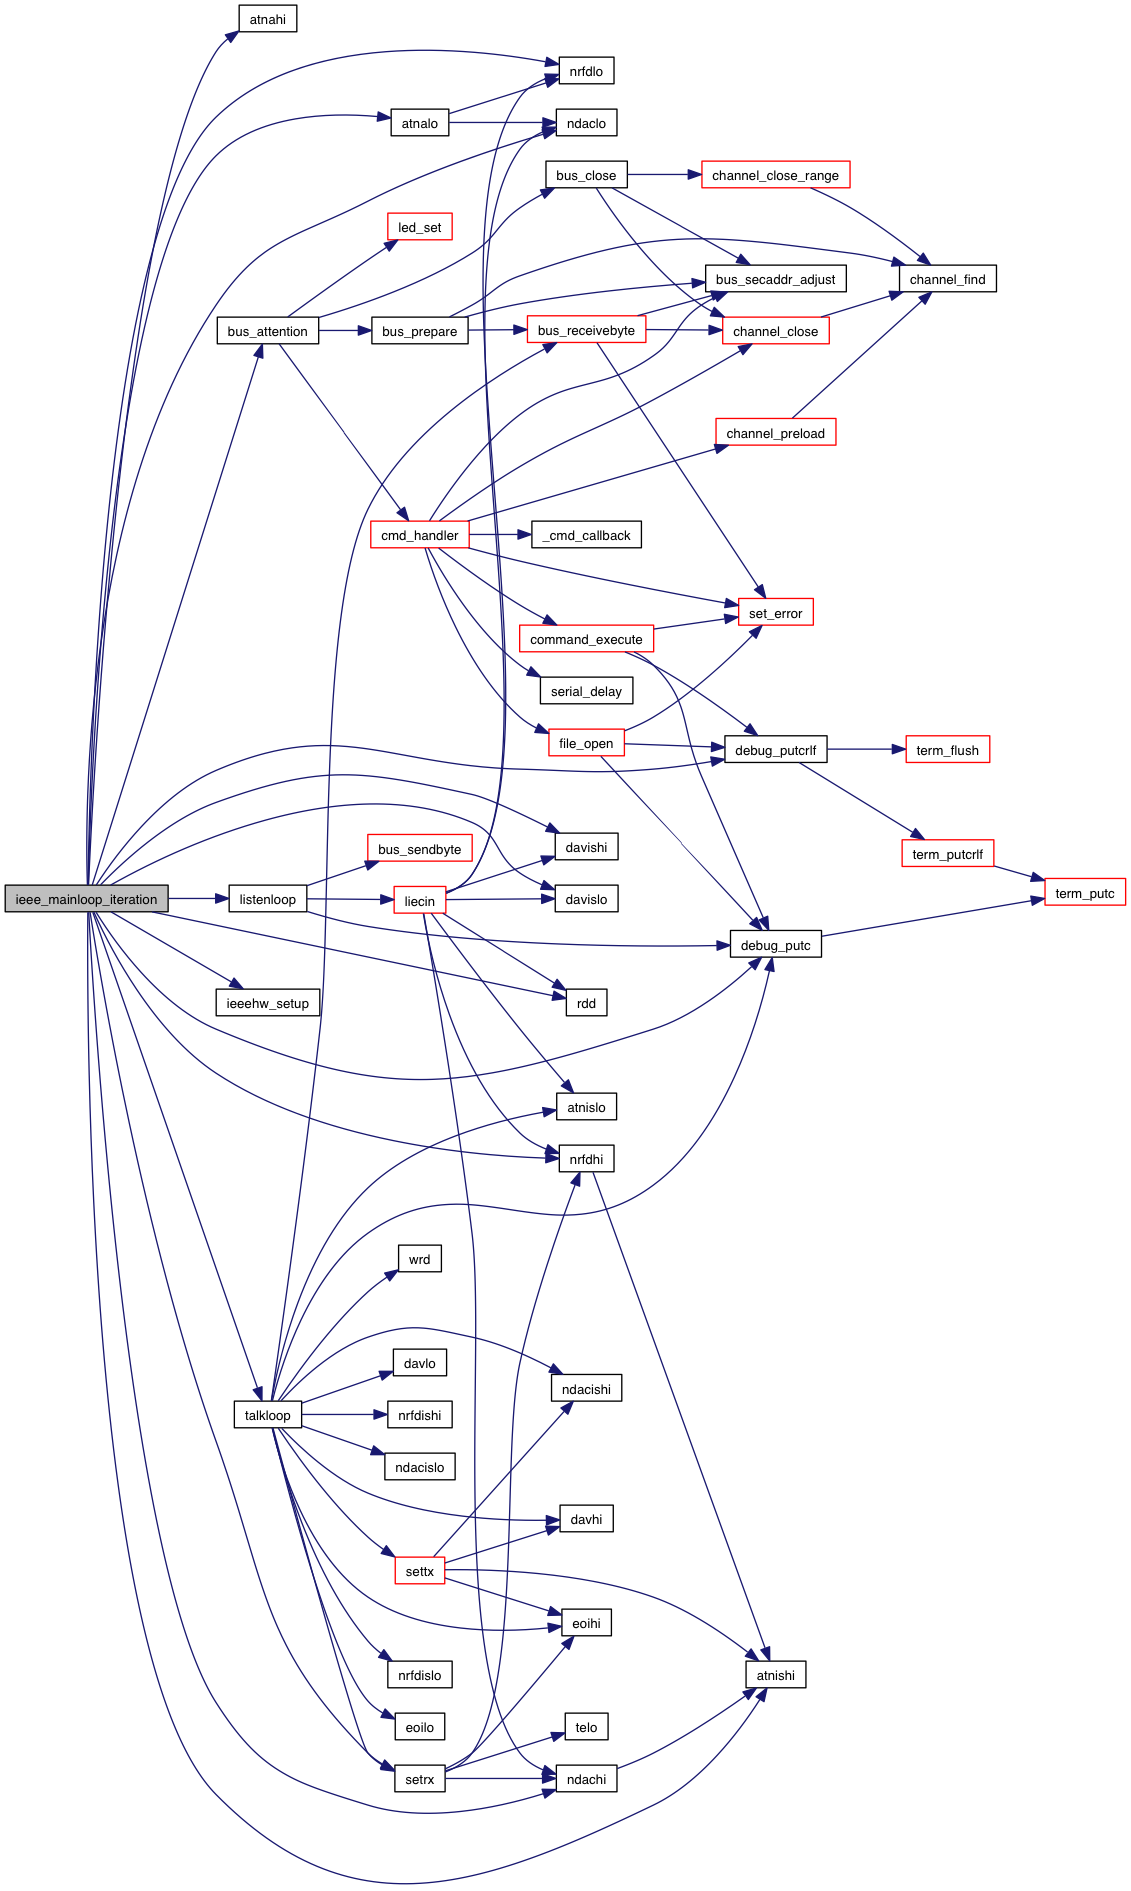 atnahi
nrfdlo
atnalo
ndaclo
bus_close
channel_close_range
led_set
bus_secaddr_adjust
channel_find
bus_attention
bus_prepare
bus_receivebyte
channel_close
channel_preload
cmd_handler
_cmd_callback
set_error
command_execute
serial_delay
file_open
debug_putcrlf
term_flush
bus_sendbyte
davishi
term_putcrlf
ieee_mainloop_iteration
listenloop
liecin
davislo
term_putc
debug_putc
ieeehw_setup
rdd
atnislo
nrfdhi
wrd
davlo
ndacishi
talkloop
nrfdishi
ndacislo
davhi
settx
eoihi
nrfdislo
atnishi
eoilo
telo
setrx
ndachi